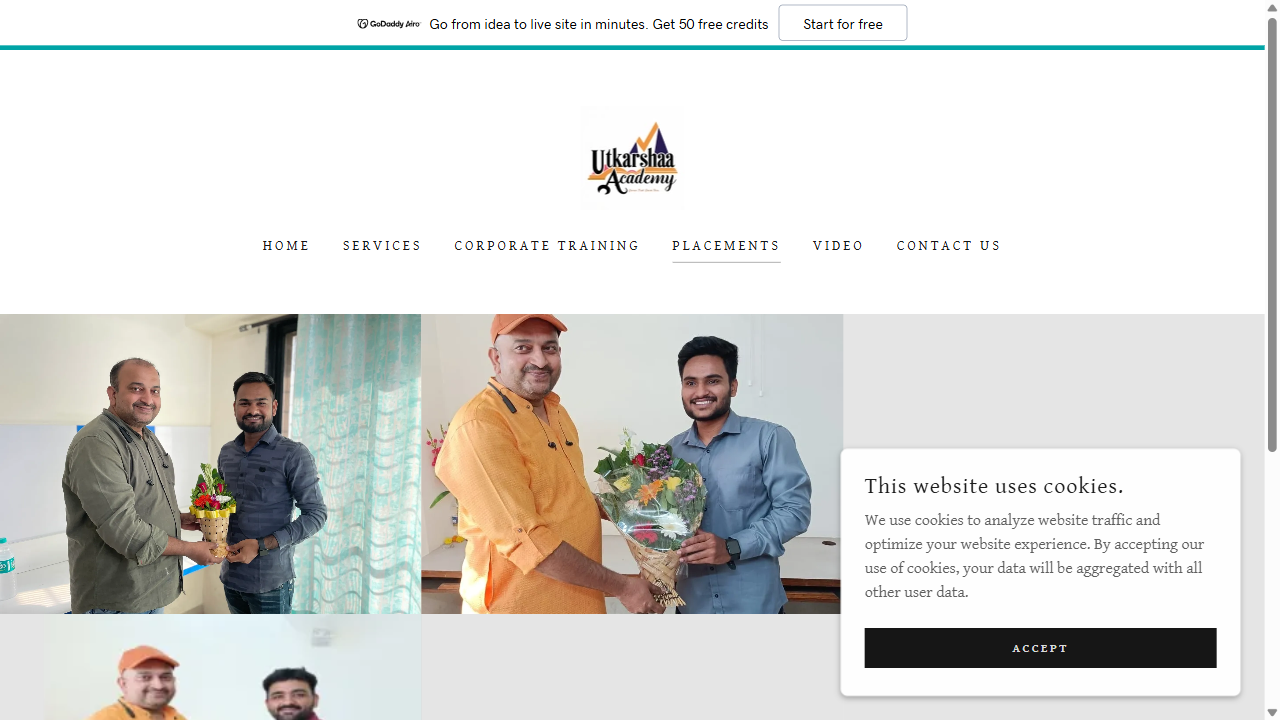 GoDaddy Airo
Go from idea to live site in minutes. Get 50 free credits
Start for free
Utkarshaa
Academy
HOME
SERVICES
CORPORATE TRAINING
PLACEMENTS
VIDEO
CONTACT US
This website uses cookies.
We use cookies to analyze website traffic and
optimize your website experience. By accepting our
use of cookies, your data will be aggregated with all
other user data.
ACCEPT